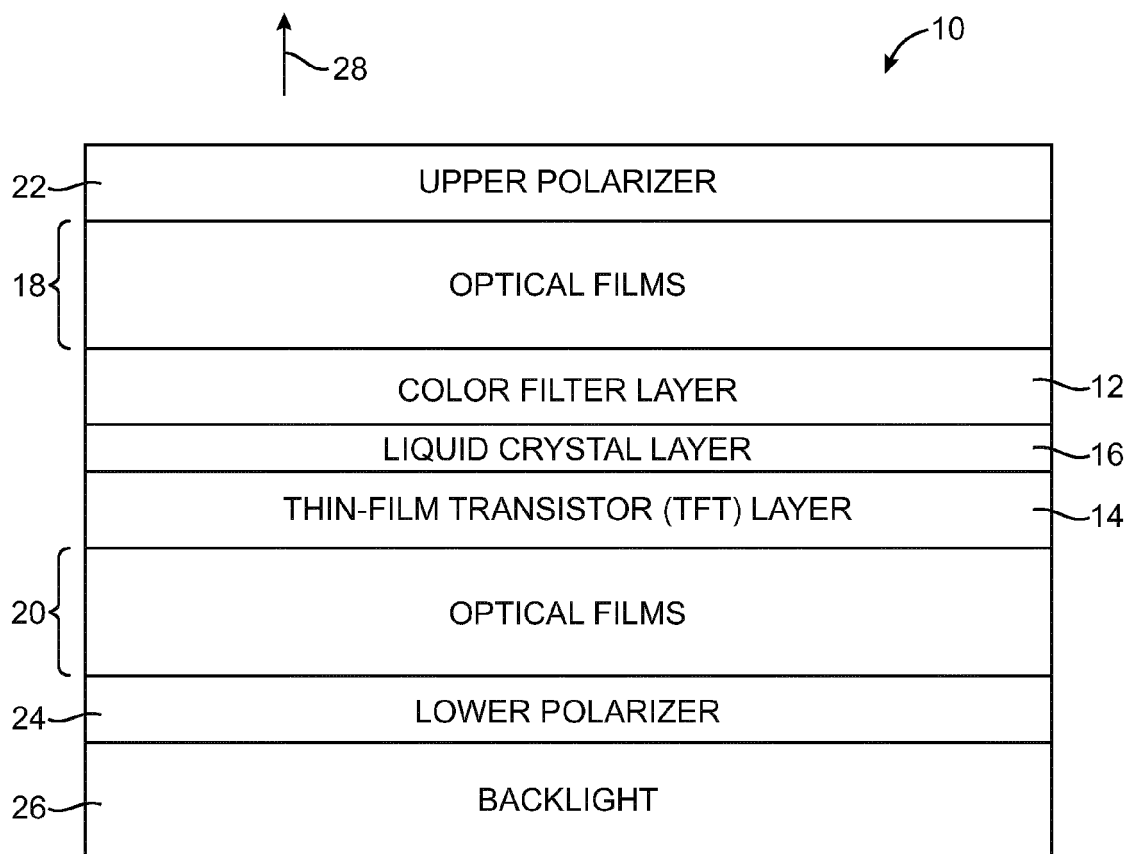 10
28
22 UPPER POLARIZER
18 OPTICAL FILMS
COLOR FILTER LAYER 12
LIQUID CRYSTAL LAYER 16
THIN-FILM TRANSISTOR (TFT) LAYER 14
20 OPTICAL FILMS
24 LOWER POLARIZER
26 BACKLIGHT